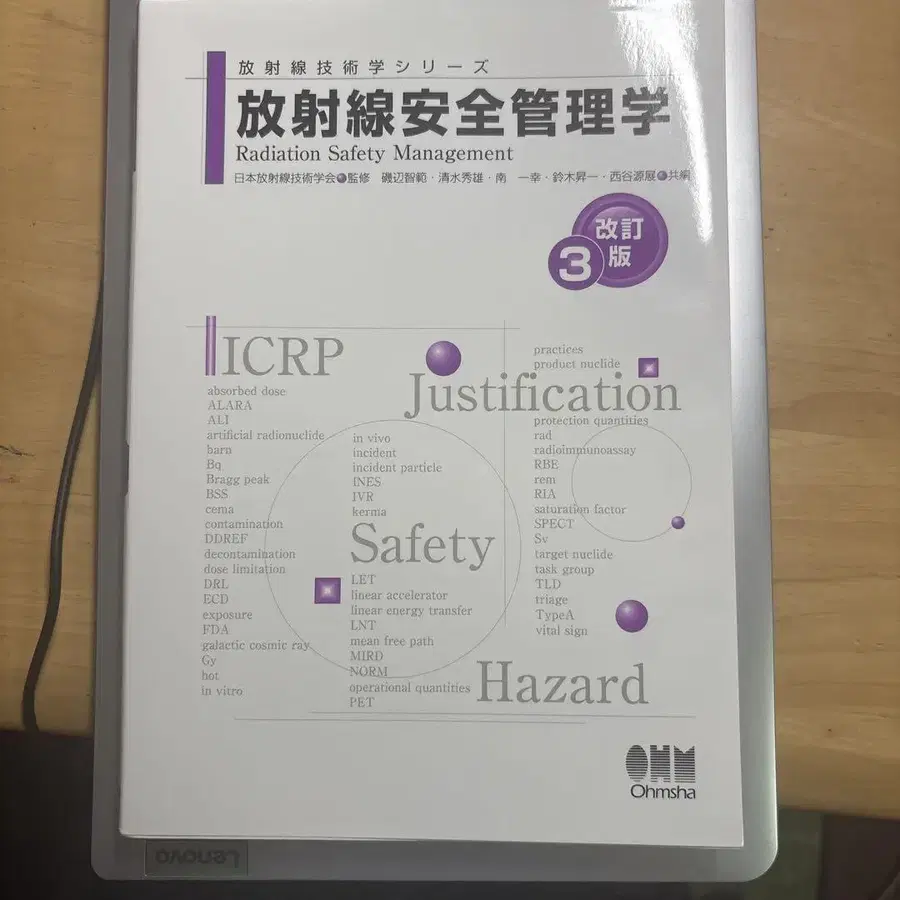 放射線技術学シリーズ
放射線安全管理学
Radiation Safety Management
日本放射線技術学会●監修 磯辺智範・清水秀雄・南 一幸・鈴木昇一・西谷源展●共編
改訂
3版
ICRP
absorbed dose
ALARA
ALI
artificial radionuclide
barn
Bq
Bragg peak
BSS
cema
contamination
DDREF
decontamination
dose limitation
DRL
ECD
exposure
FDA
galactic cosmic ray
Gy
hot
in vitro
in vivo
incident
incident particle
INES
IVR
kerma
Safety
LET
linear accelerator
linear energy transfer
LNT
mean free path
MIRD
NORM
operational quantities
PET
practices
product nuclide
Justification
protection quantities
rad
radioimmunoassay
RBE
rem
RIA
saturation factor
SPECT
Sv
target nuclide
task group
TLD
triage
TypeA
vital sign
Hazard
OHM
Ohmsha
Lenovo